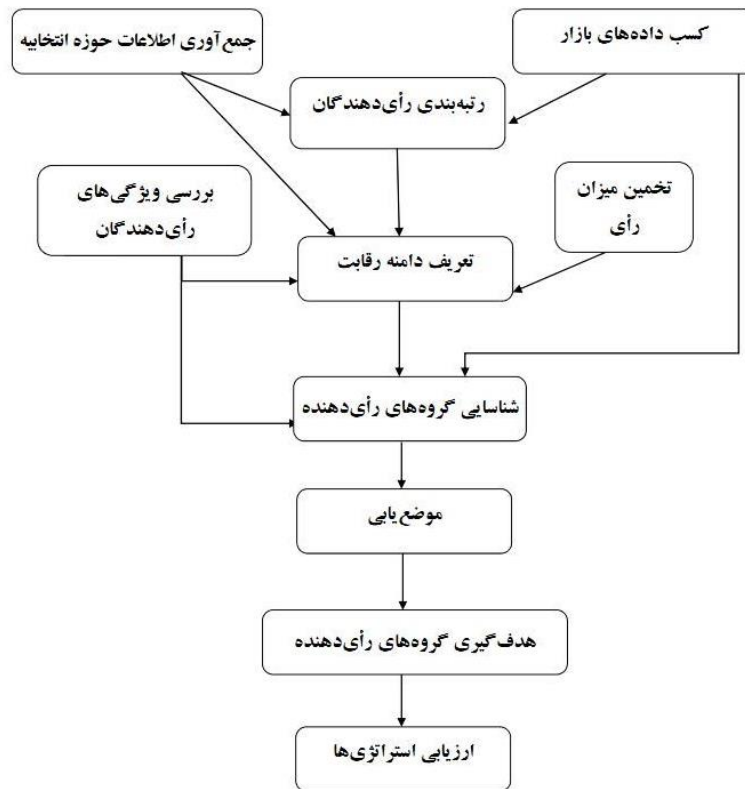 کسب داده‌های بازار
جمع‌آوری اطلاعات حوزه انتخابیه
رتبه‌بندی رأی‌دهندگان
تخمین میزان
رأی
بررسی ویژگی‌های
رأی‌دهندگان
تعریف دامنه رقابت
شناسایی گروه‌های رأی‌دهنده
موضع‌یابی
هدف‌گیری گروه‌های رأی‌دهنده
ارزیابی استراتژی‌ها